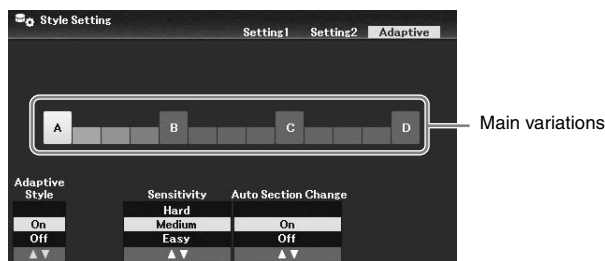 Style Setting
Setting1 Setting2 Adaptive
A B C D
Main variations
Adaptive
Style Sensitivity Auto Section Change
Hard
On Medium On
Off Easy Off